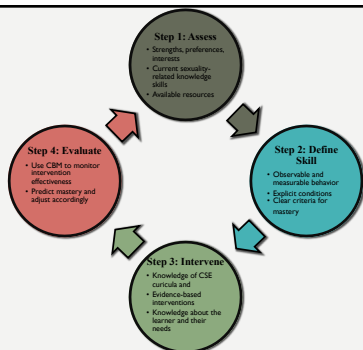 Step 1: Assess
• Strengths, preferences,
interests
• Current sexuality-
related knowledge
skills
• Available resources
Step 2: Define
Skill
• Observable and
measurable behavior
• Explicit conditions
• Clear criteria for
mastery
Step 3: Intervene
• Knowledge of CSE
curicula and
• Evidence-based
interventions
• Knowledge about the
learner and their
needs
Step 4: Evaluate
• Use CBM to monitor
intervention
effectiveness
• Predict mastery and
adjust accordingly